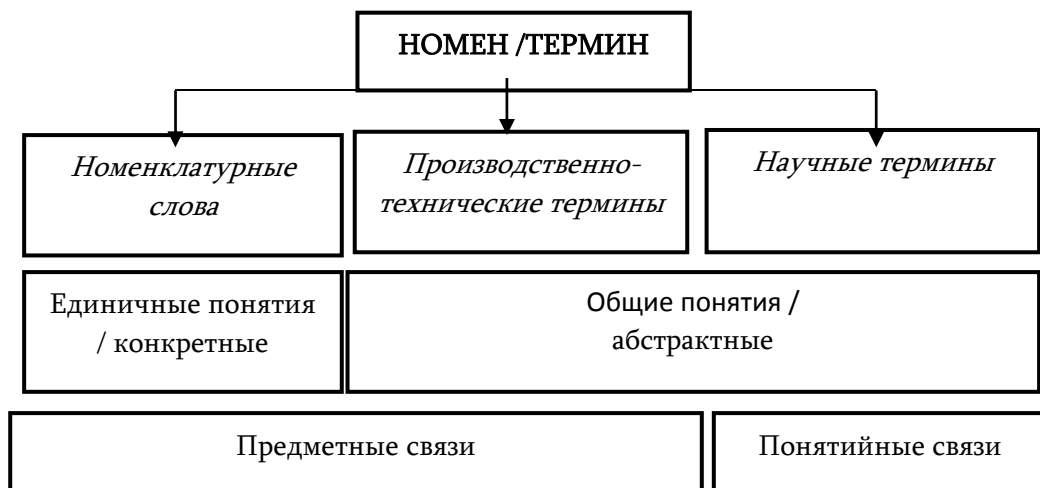 НОМЕН /ТЕРМИН
Номенклатурные
слова
Производственно-
технические термины
Научные термины
Единичные понятия
/ конкретные
Общие понятия /
абстрактные
Предметные связи
Понятийные связи